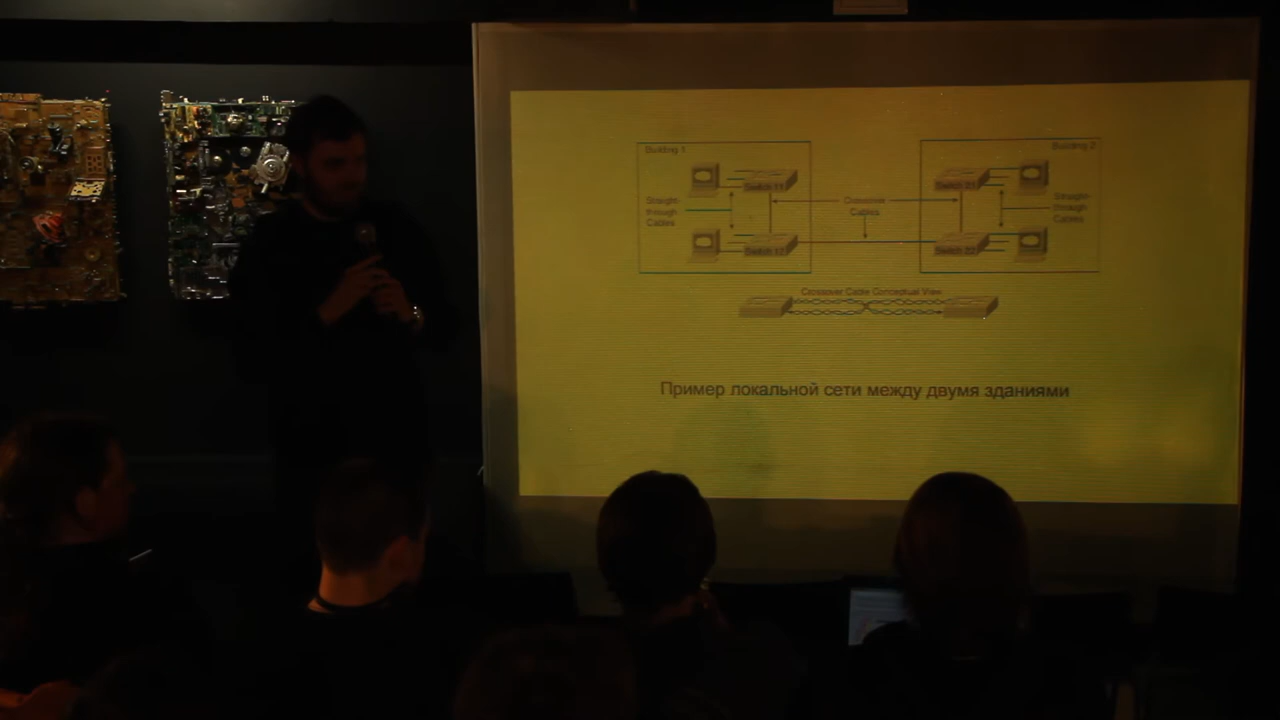 Building 1
Building 2
Switch 11
Switch 21
Straight-
through
Cables
Crossover
Cables
Straight-
through
Cables
Switch 12
Switch 22
Crossover Cable Conceptual View
Пример локальной сети между двумя зданиями